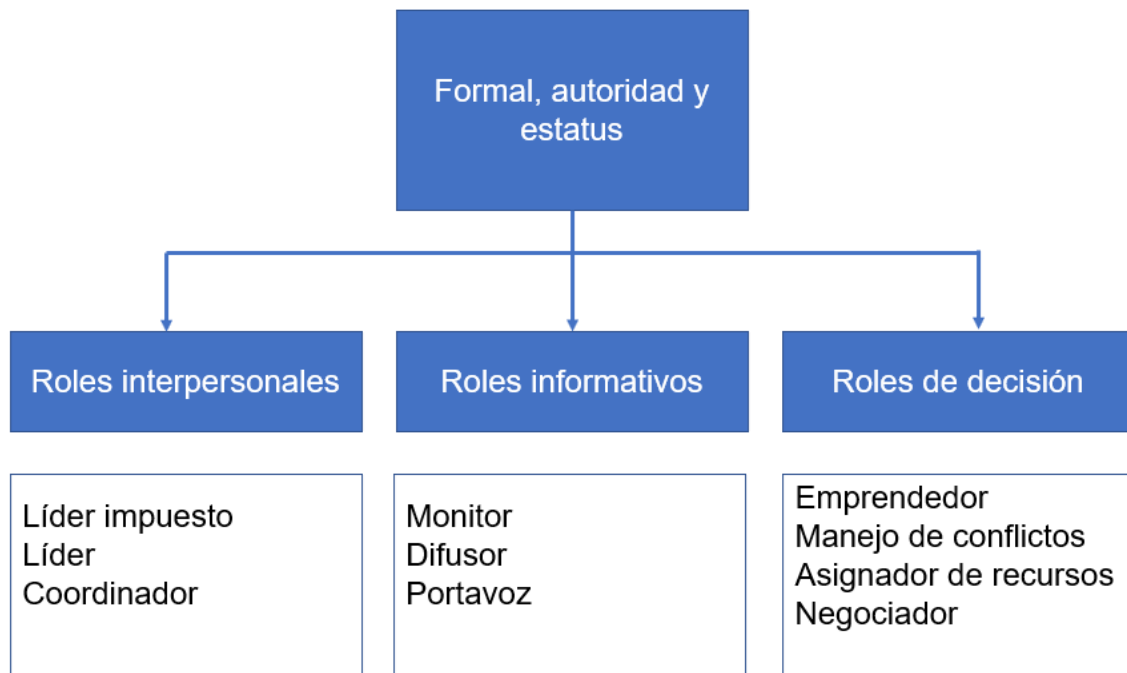 Formal, autoridad y
estatus
Roles interpersonales
Roles informativos
Roles de decisión
Líder impuesto
Líder
Coordinador
Monitor
Difusor
Portavoz
Emprendedor
Manejo de conflictos
Asignador de recursos
Negociador